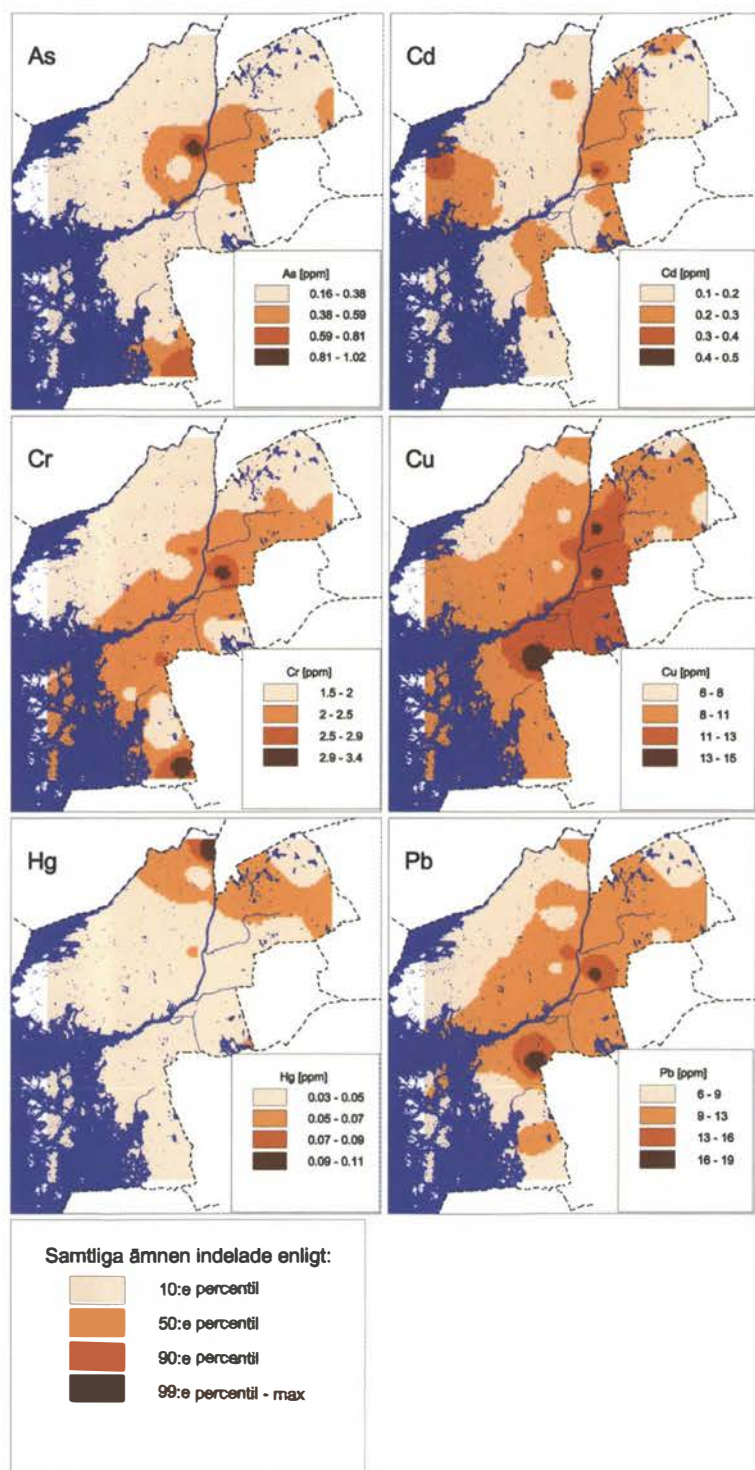 As
Cd
As [ppm]
0.16 - 0.38
0.38 - 0.59
0.59 - 0.81
0.81 - 1.02
Cd [ppm]
0.1 - 0.2
0.2 - 0.3
0.3 - 0.4
0.4 - 0.5
Cr
Cu
Cr [ppm]
1.5 - 2
2 - 2.5
2.5 - 2.9
2.9 - 3.4
Cu [ppm]
6 - 8
8 - 11
11 - 13
13 - 15
Hg
Pb
Hg [ppm]
0.03 - 0.05
0.05 - 0.07
0.07 - 0.09
0.09 - 0.11
Pb [ppm]
6 - 9
9 - 13
13 - 16
16 - 19
Samtliga ämnen indelade enligt:
10:e percentil
50:e percentil
90:e percentil
99:e percentil - max